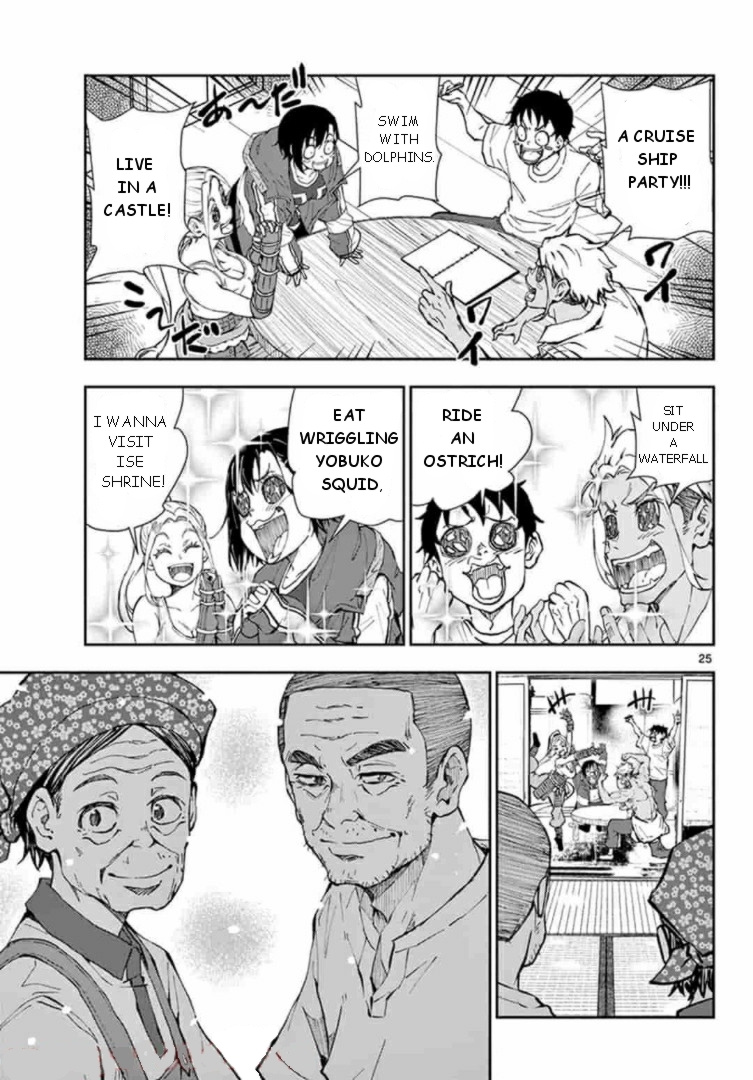 A CRUISE
SHIP
PARTY!!!
SWIM
WITH
DOLPHINS.
あ〜だ
LIVE
IN A
CASTLE!
ワイ
ワイ
こ〜だ
SIT
UNDER
A
WATERFALL
RIDE
AN
OSTRICH!
EAT
WRIGGLING
YOBUKO
SQUID,
I WANNA
VISIT
ISE
SHRINE!
25